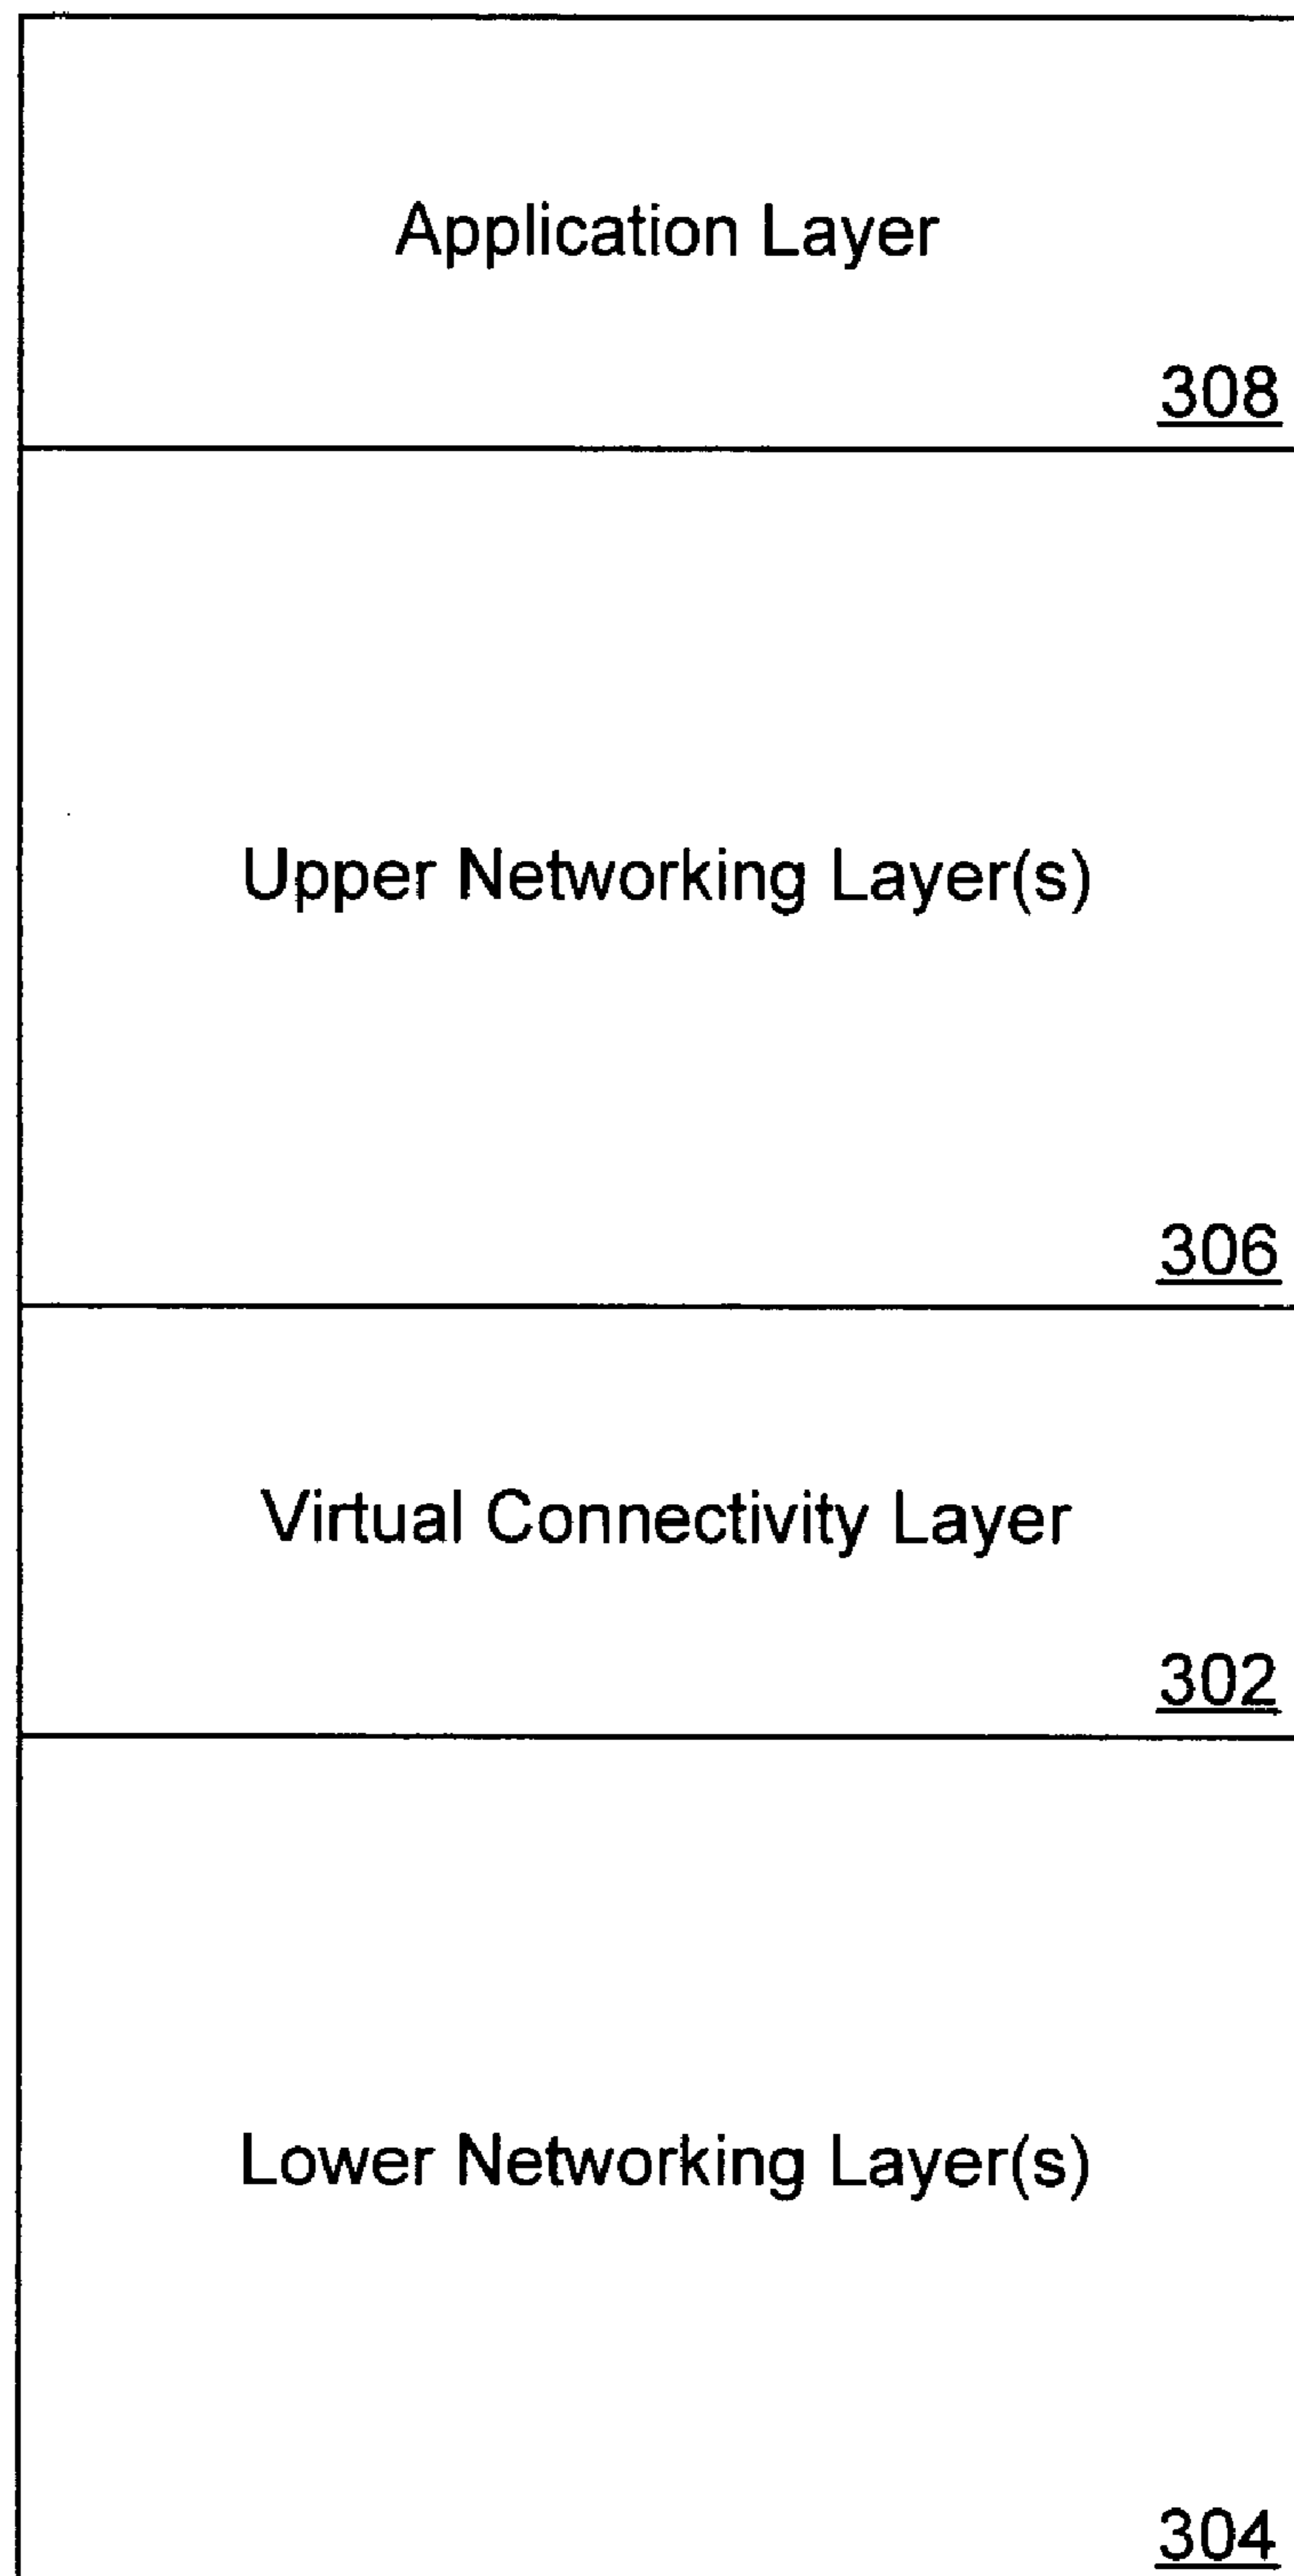 Application Layer
308
Upper Networking Layer(s)
306
Virtual Connectivity Layer
302
Lower Networking Layer(s)
304